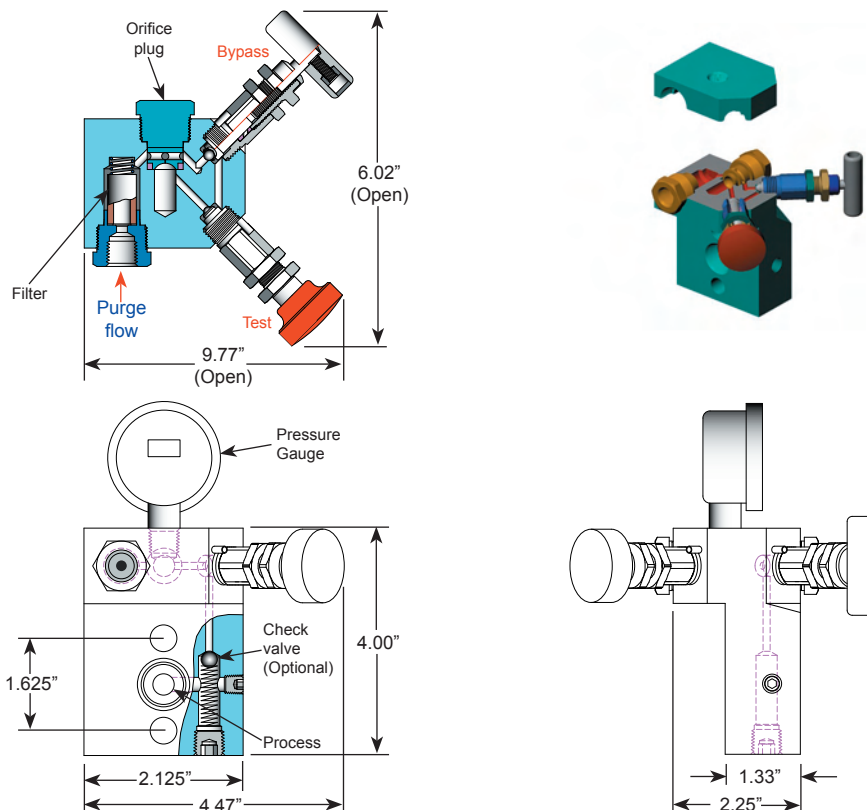 Orifice
plug
Bypass
6.02”
(Open)
Filter
Purge
flow
Test
9.77”
(Open)
Pressure
Gauge
Check
valve
(Optional)
4.00”
1.625”
Process
2.125”
4.47”
1.33”
2.25”